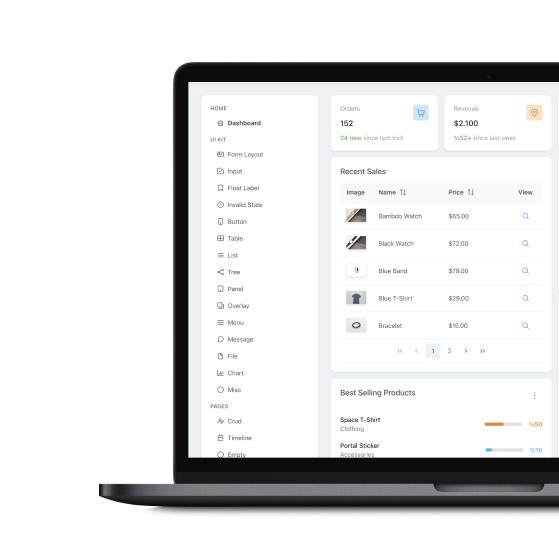 HOME
Dashboard
UI KIT
Form Layout
Input
Float Label
Invalid State
Button
Table
List
Tree
Panel
Overlay
Menu
Message
File
Chart
Misc
PAGES
Crud
Timeline
Empty
Orders
152
24 new since last visit
Revenue
$2.100
%52+ since last week
Recent Sales
Image Name Price View
Bamboo Watch $65.00
Black Watch $72.00
Blue Band $79.00
Blue T-Shirt $29.00
Bracelet $15.00
1 2
Best Selling Products
Space T-Shirt
Clothing
%50
Portal Sticker
Accessories
%16